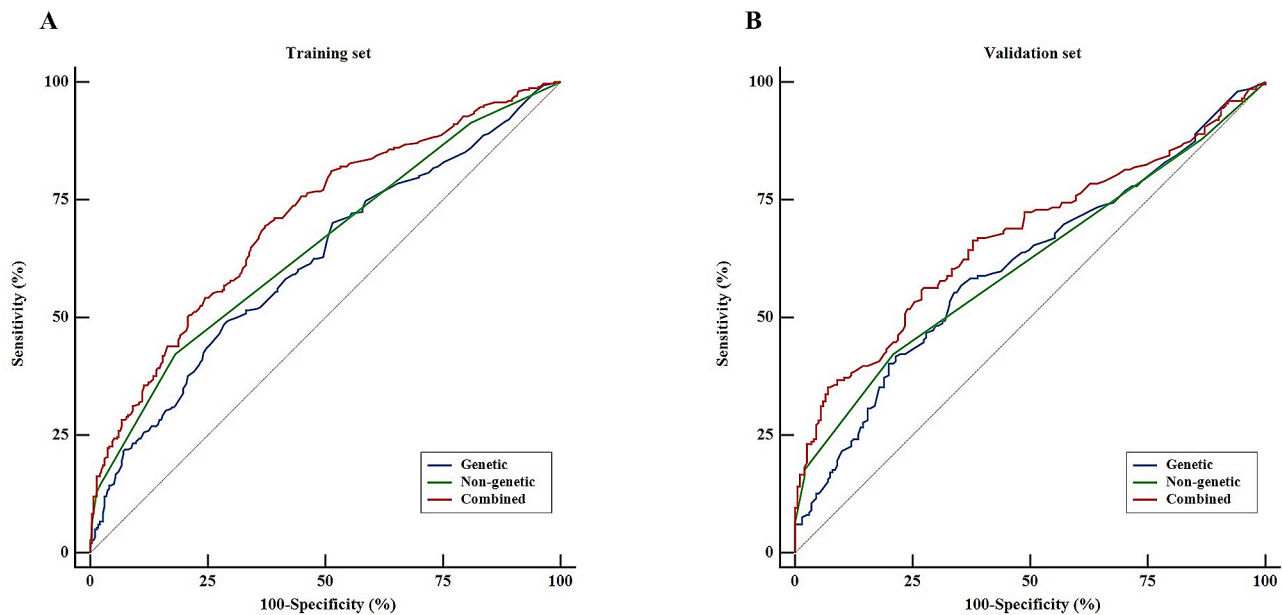 A
Training set
100
75
50
25
0
Sensitivity (%)
Genetic
Non-genetic
Combined
0 25 50 75 100
100-Specificity (%)
B
Validation set
100
75
50
25
0
Sensitivity (%)
Genetic
Non-genetic
Combined
0 25 50 75 100
100-Specificity (%)